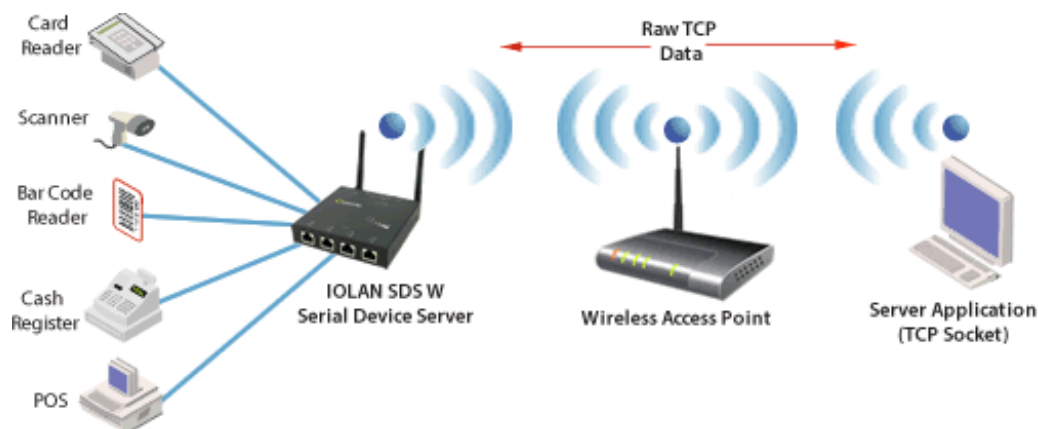 Card
Reader
Scanner
Bar Code
Reader
Cash
Register
POS
IOLAN SDS W
Serial Device Server
Raw TCP
Data
Wireless Access Point
Server Application
(TCP Socket)